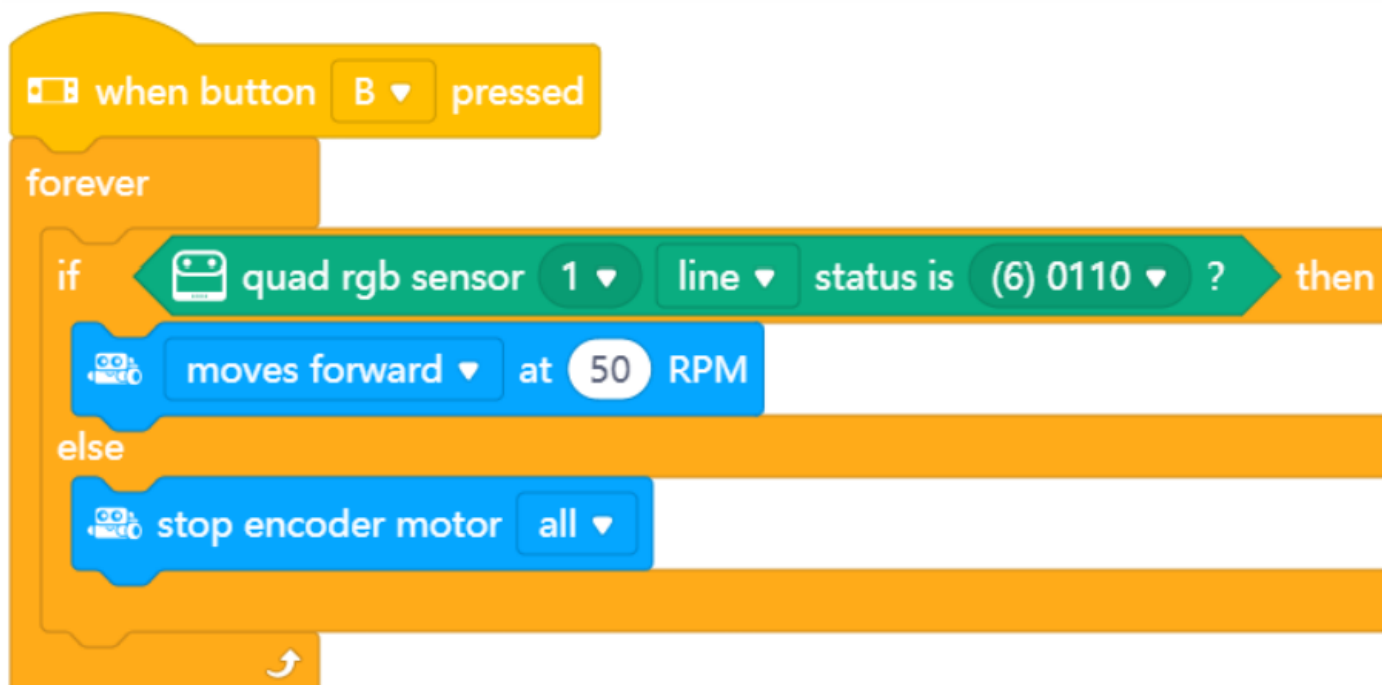 when button B pressed
forever
if quad rgb sensor 1 line status is (6) 0110 ? then
moves forward at 50 RPM
else
stop encoder motor all